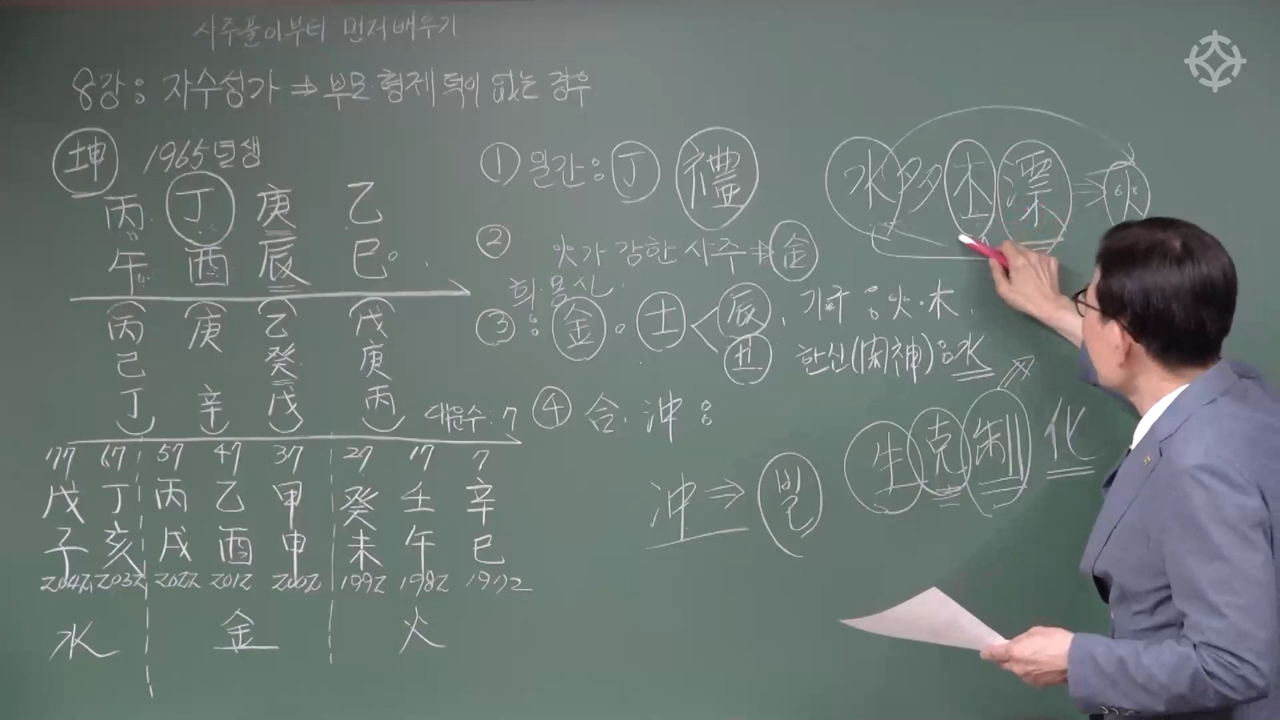 사주풀이부터 먼저배우기
8강 : 자수성가 ⇒ 부모·형제 덕이 없는 경우
坤 1965년생
丙 丁 庚 乙
午 酉 辰 巳
丙 庚 乙 戊
己 癸 庚
丁 辛 戊 丙
대운수 : 7
77 67 57 47 37 27 17 7
戊 丁 丙 乙 甲 癸 壬 辛
子 亥 戌 酉 申 未 午 巳
2042 2032 2022 2012 2002 1992 1982 1972
水 金 火
① 일간 : 丁 禮
② 火가 강한 사주 ⇒ 金
희용신
③ : 金 · 土 < 辰 丑
기구 : 火·木
한신(閑神) : 水
④ 合·沖 :
沖 ⇒ 발
水多木漂 ⇒ 火
生克制化